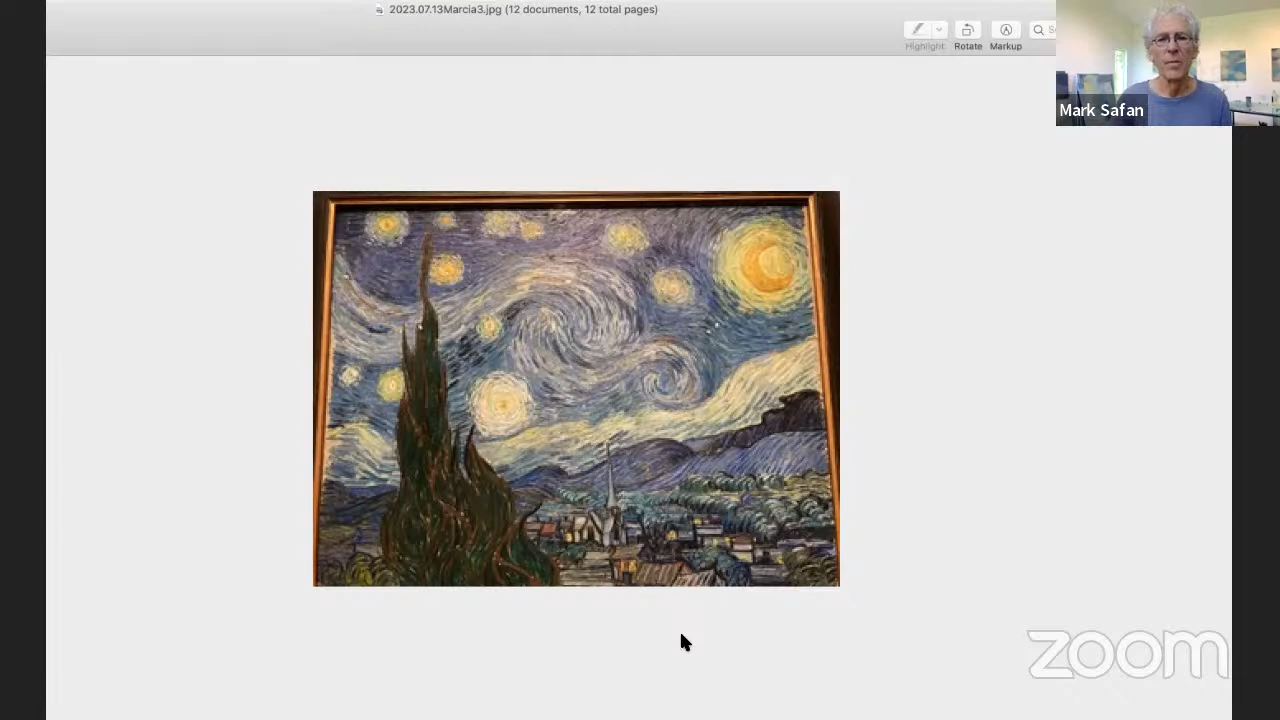 2023.07.13Marcia3.jpg (12 documents, 12 total pages)
Highlight
Rotate
Markup
Mark Safan
zoom